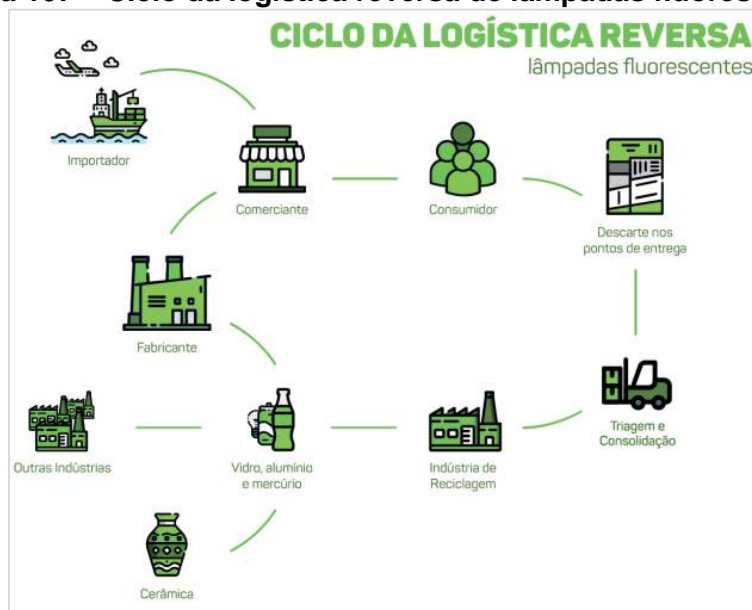 CICLO DA LOGÍSTICA REVERSA
lâmpadas fluorescentes
Importador
Comerciante
Consumidor
Descarte nos
pontos de entrega
Fabricante
Triagem e
Consolidação
Outras Indústrias
Vidro, alumínio
e mercúrio
Indústria de
Reciclagem
Cerâmica